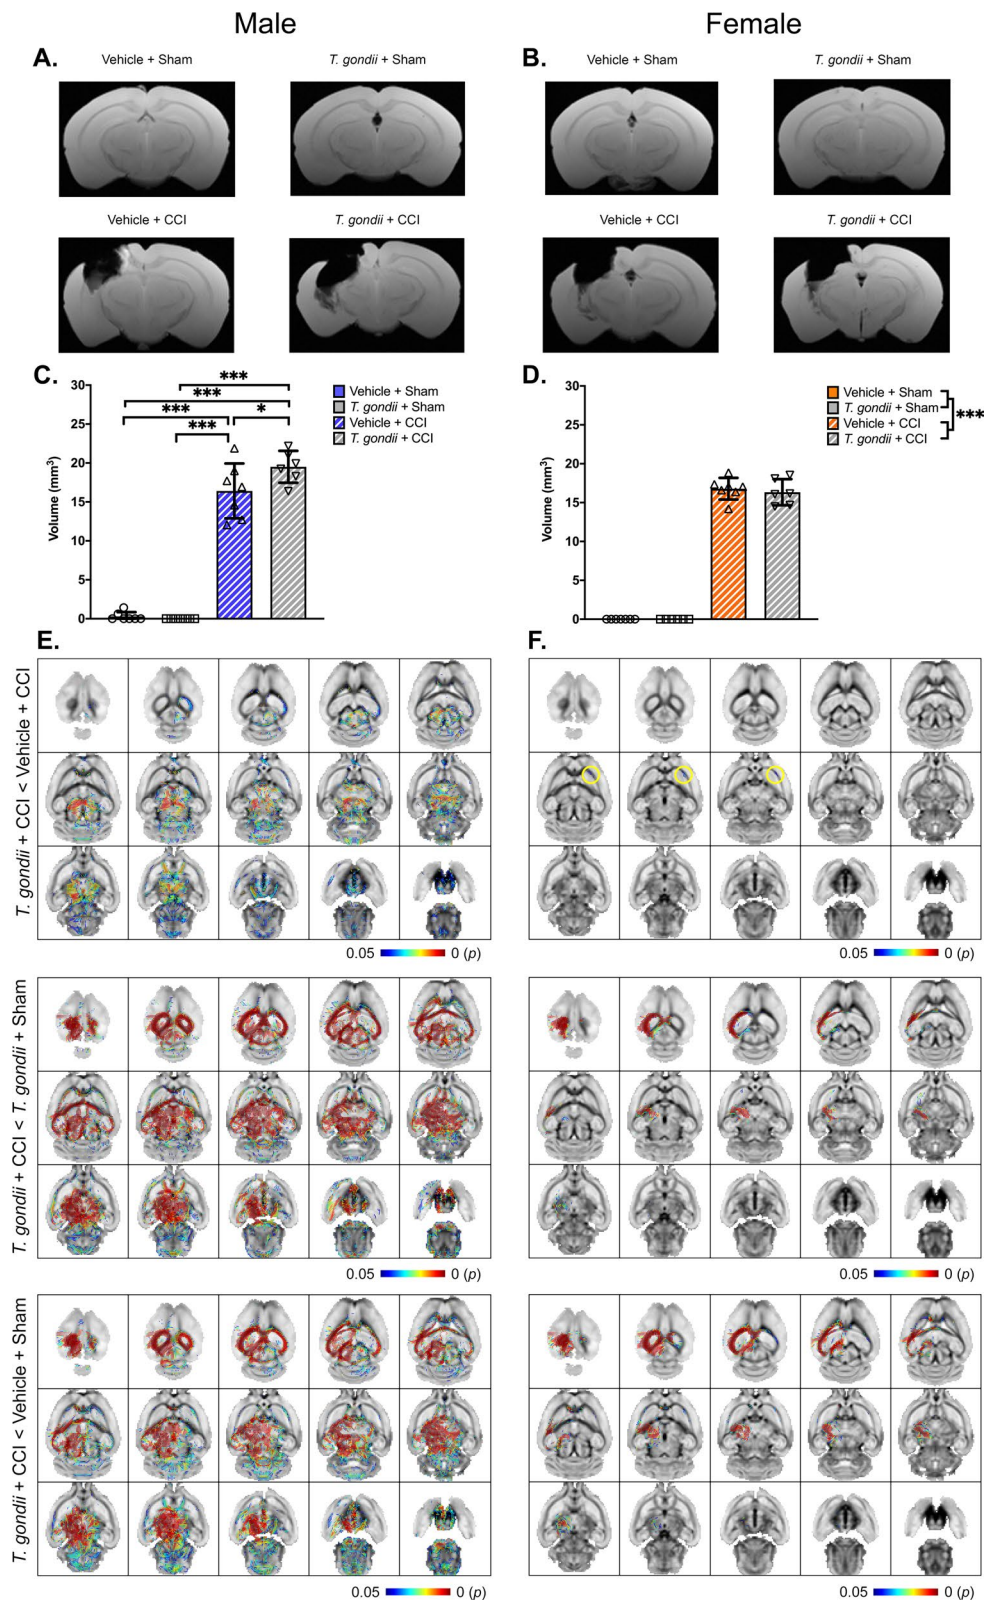 Male
Female
A.
B.
Vehicle + Sham
T. gondii + Sham
Vehicle + Sham
T. gondii + Sham
Vehicle + CCI
T. gondii + CCI
Vehicle + CCI
T. gondii + CCI
C.
D.
Volume (mm³)
30
25
20
15
10
5
0
***
***
***
*
***
Vehicle + Sham
T. gondii + Sham
Vehicle + CCI
T. gondii + CCI
Volume (mm³)
30
25
20
15
10
5
0
Vehicle + Sham
T. gondii + Sham
Vehicle + CCI
T. gondii + CCI
***
E.
F.
T. gondii + CCI < Vehicle + CCI
0.05 0 (p)
0.05 0 (p)
T. gondii + CCI < T. gondii + Sham
0.05 0 (p)
0.05 0 (p)
T. gondii + CCI < Vehicle + Sham
0.05 0 (p)
0.05 0 (p)